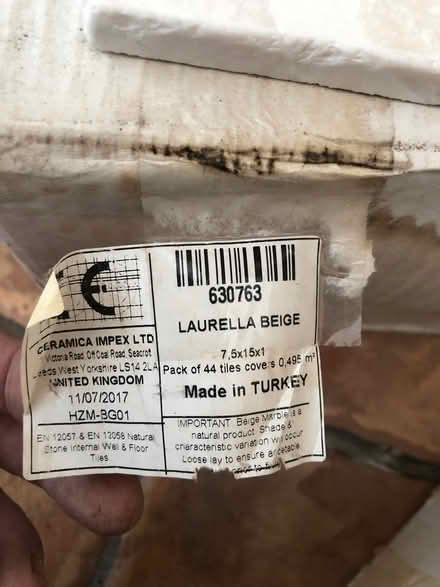 CE
CERAMICA IMPEX LTD
Victoria Road, Off Coal Road, Seacroft
Leeds West Yorkshire LS14 2LA
UNITED KINGDOM
11/07/2017
HZM-BG01
EN 12057 & EN 12058 Natural
Stone Internal Wall & Floor
Tiles
630763
LAURELLA BEIGE
7,5x15x1
Pack of 44 tiles covers 0,495 m²
Made in TURKEY
IMPORTANT: Beige Marble is a
natural product. Shade &
characteristic variation will occur
Loose lay to ensure
prior to